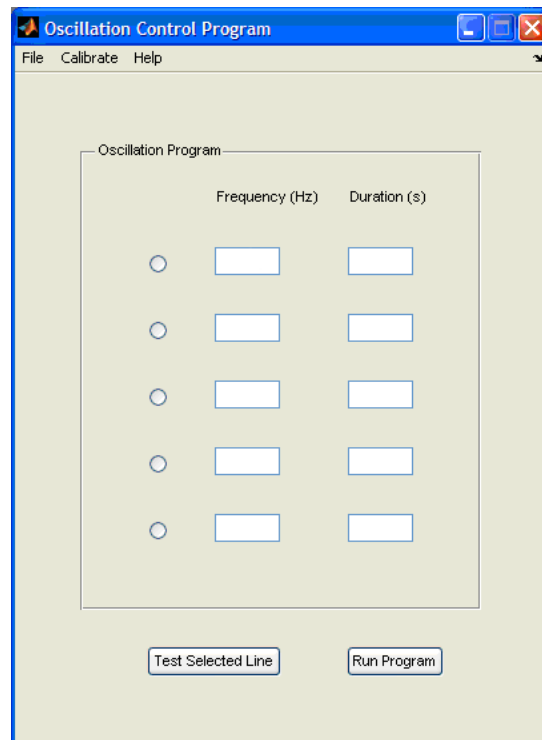 Oscillation Control Program
File Calibrate Help
Oscillation Program
Frequency (Hz) Duration (s)
Test Selected Line Run Program